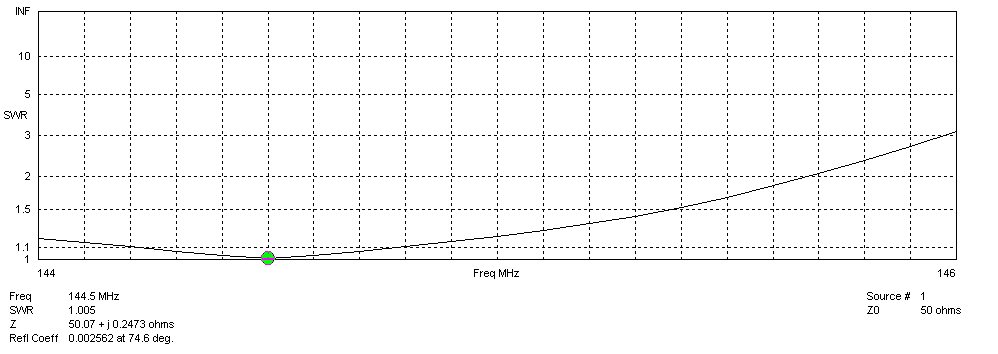 INF
10
5
SWR
3
2
1.5
1.1
1
144 Freq MHz 146
Freq 144.5 MHz Source # 1
SWR 1.005 Z0 50 ohms
Z 50.07 + j 0.2473 ohms
Refl Coeff 0.002562 at 74.6 deg.